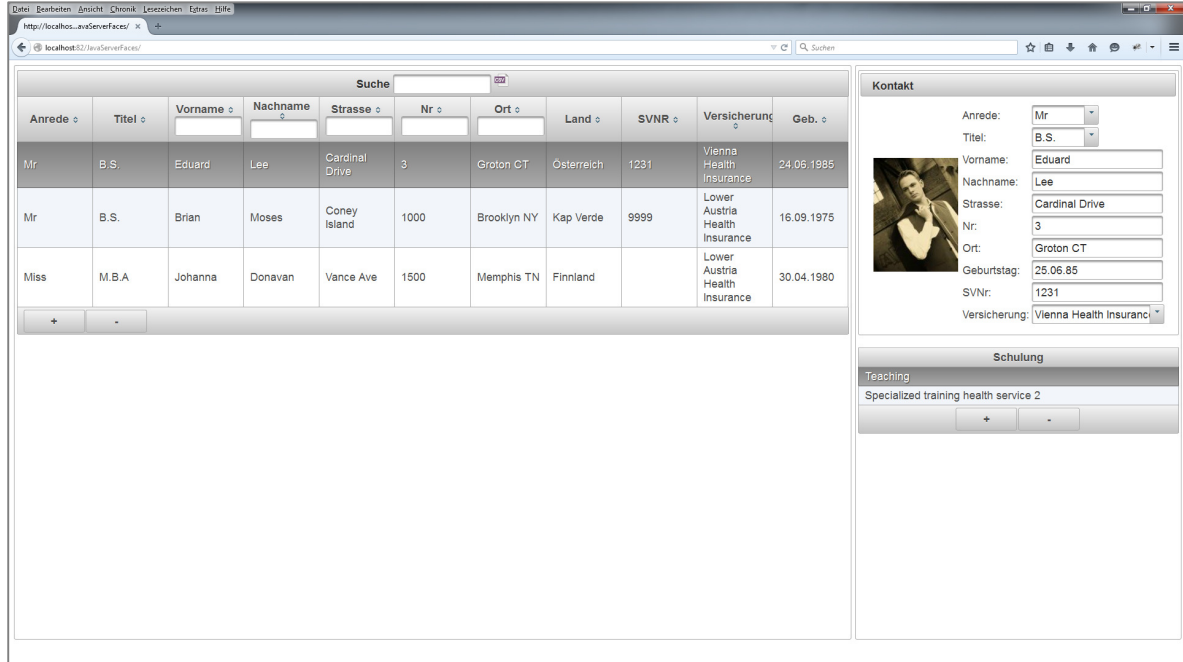 Datei Bearbeiten Ansicht Chronik Lesezeichen Extras Hilfe
http://localhos...avaServerFaces/ × +
localhost:82/JavaServerFaces/
Suchen
Suche
CSV
Anrede Titel Vorname Nachname Strasse Nr Ort Land SVNR Versicherung Geb.
Mr B.S. Eduard Lee Cardinal Drive 3 Groton CT Österreich 1231 Vienna Health Insurance 24.06.1985
Mr B.S. Brian Moses Coney Island 1000 Brooklyn NY Kap Verde 9999 Lower Austria Health Insurance 16.09.1975
Miss M.B.A Johanna Donavan Vance Ave 1500 Memphis TN Finnland Lower Austria Health Insurance 30.04.1980
+ -
Kontakt
Anrede: Mr
Titel: B.S.
Vorname: Eduard
Nachname: Lee
Strasse: Cardinal Drive
Nr: 3
Ort: Groton CT
Geburtstag: 25.06.85
SVNr: 1231
Versicherung: Vienna Health Insuranc
Schulung
Teaching
Specialized training health service 2
+ -